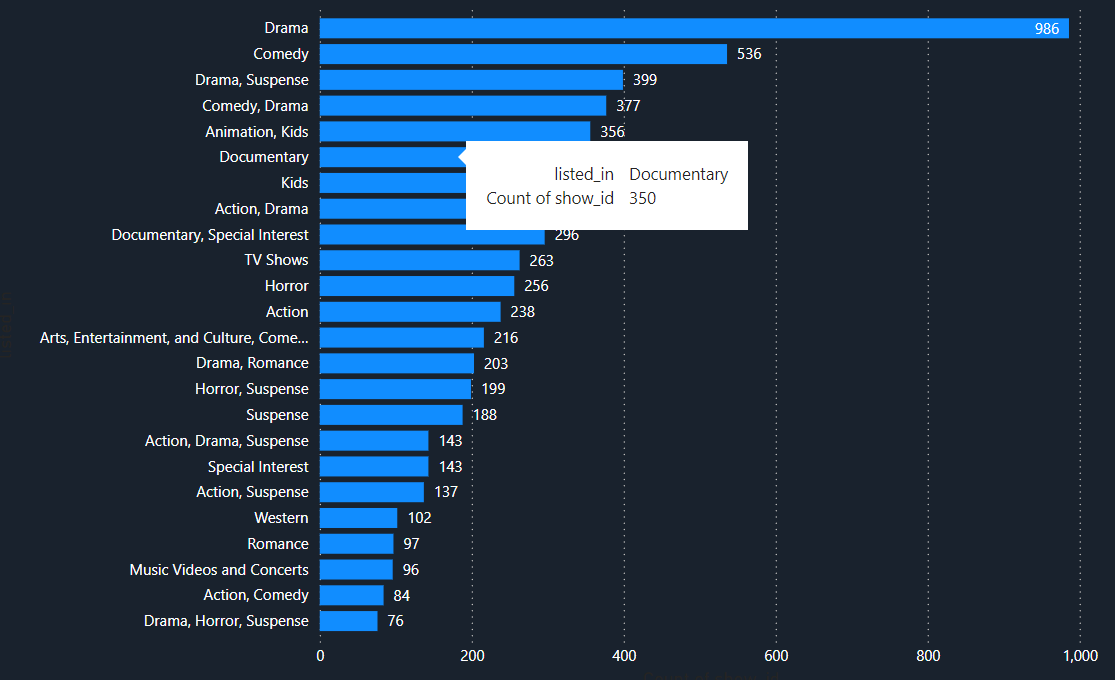 Drama 986
Comedy 536
Drama, Suspense 399
Comedy, Drama 377
Animation, Kids 356
Documentary
listed_in Documentary
Kids
Count of show_id 350
Action, Drama
Documentary, Special Interest 296
TV Shows 263
Horror 256
Action 238
Arts, Entertainment, and Culture, Come... 216
Drama, Romance 203
Horror, Suspense 199
Suspense 188
Action, Drama, Suspense 143
Special Interest 143
Action, Suspense 137
Western 102
Romance 97
Music Videos and Concerts 96
Action, Comedy 84
Drama, Horror, Suspense 76
0 200 400 600 800 1,000